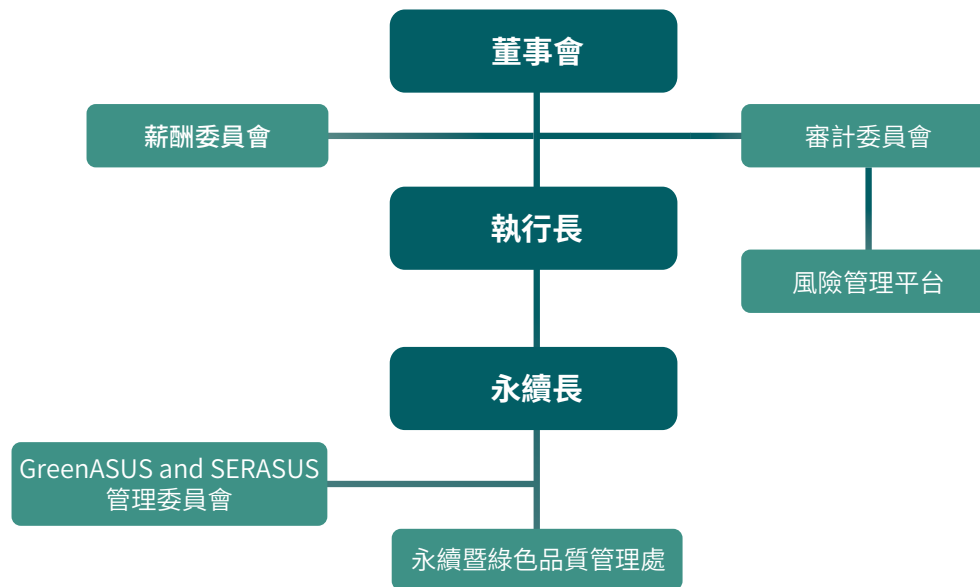 董事會
薪酬委員會
審計委員會
執行長
風險管理平台
永續長
GreenASUS and SERASUS
管理委員會
永續暨綠色品質管理處